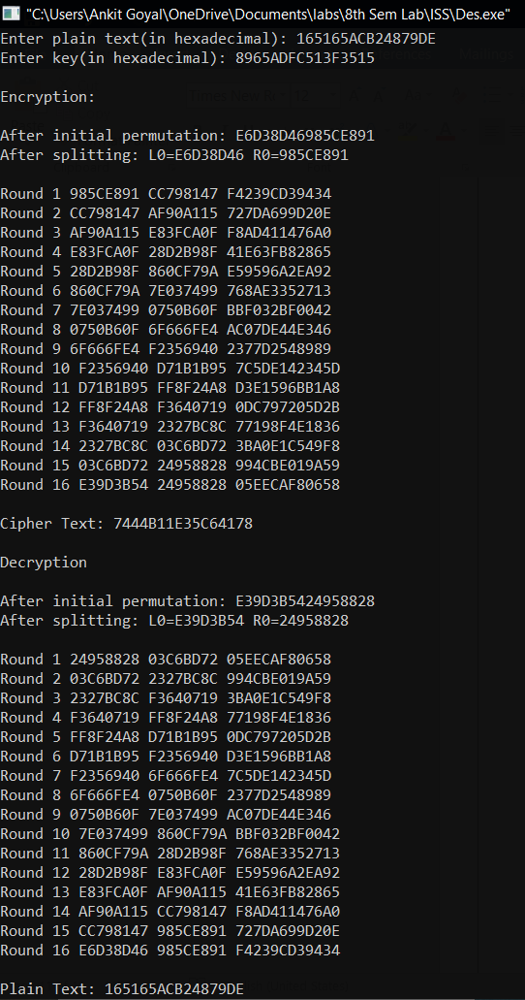 "C:\Users\Ankit Goyal\OneDrive\Documents\labs\8th Sem Lab\ISS\Des.exe"
Enter plain text(in hexadecimal): 165165ACB24879DE
Enter key(in hexadecimal): 8965ADFC513F3515
Encryption:
After initial permutation: E6D38D46985CE891
After splitting: L0=E6D38D46 R0=985CE891
Round 1 985CE891 CC798147 F4239CD39434
Round 2 CC798147 AF90A115 727DA699D20E
Round 3 AF90A115 E83FCA0F F8AD411476A0
Round 4 E83FCA0F 28D2B98F 41E63FB82865
Round 5 28D2B98F 860CF79A E59596A2EA92
Round 6 860CF79A 7E037499 768AE3352713
Round 7 7E037499 0750B60F BBF032BF0042
Round 8 0750B60F 6F666FE4 AC07DE44E346
Round 9 6F666FE4 F2356940 2377D2548989
Round 10 F2356940 D71B1B95 7C5DE142345D
Round 11 D71B1B95 FF8F24A8 D3E1596BB1A8
Round 12 FF8F24A8 F3640719 0DC797205D2B
Round 13 F3640719 2327BC8C 77198F4E1836
Round 14 2327BC8C 03C6BD72 3BA0E1C549F8
Round 15 03C6BD72 24958828 994CBE019A59
Round 16 E39D3B54 24958828 05EECAF80658
Cipher Text: 7444B11E35C64178
Decryption
After initial permutation: E39D3B5424958828
After splitting: L0=E39D3B54 R0=24958828
Round 1 24958828 03C6BD72 05EECAF80658
Round 2 03C6BD72 2327BC8C 994CBE019A59
Round 3 2327BC8C F3640719 3BA0E1C549F8
Round 4 F3640719 FF8F24A8 77198F4E1836
Round 5 FF8F24A8 D71B1B95 0DC797205D2B
Round 6 D71B1B95 F2356940 D3E1596BB1A8
Round 7 F2356940 6F666FE4 7C5DE142345D
Round 8 6F666FE4 0750B60F 2377D2548989
Round 9 0750B60F 7E037499 AC07DE44E346
Round 10 7E037499 860CF79A BBF032BF0042
Round 11 860CF79A 28D2B98F 768AE3352713
Round 12 28D2B98F E83FCA0F E59596A2EA92
Round 13 E83FCA0F AF90A115 41E63FB82865
Round 14 AF90A115 CC798147 F8AD411476A0
Round 15 CC798147 985CE891 727DA699D20E
Round 16 E6D38D46 985CE891 F4239CD39434
Plain Text: 165165ACB24879DE